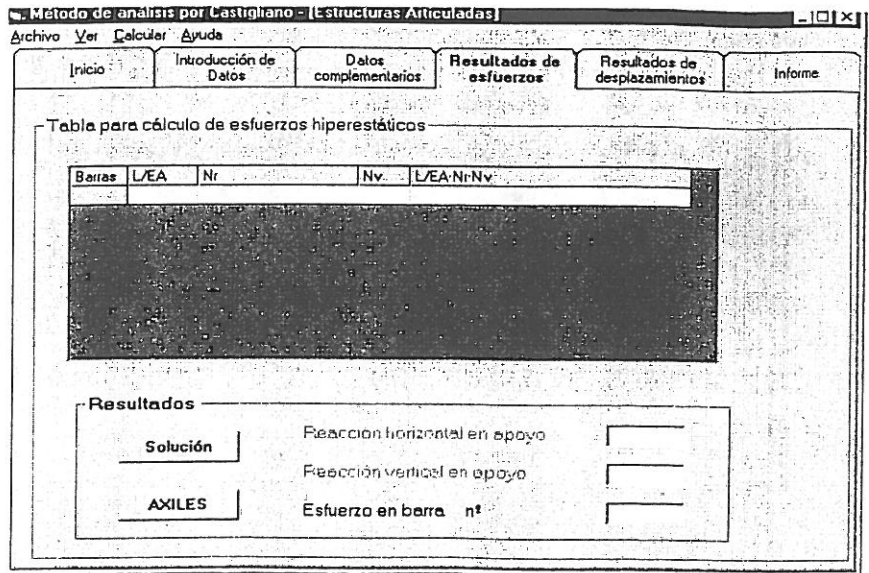 Método de análisis por Castigliano - [Estructuras Articuladas]
Archivo Ver Calcular Ayuda
Inicio
Introducción de Datos
Datos complementarios
Resultados de esfuerzos
Resultados de desplazamientos
Informe
Tabla para cálculo de esfuerzos hiperestáticos
Barras L/EA Nr Nv L/EA·Nr·Nv
Resultados
Solución
Reacción horizontal en apoyo
Reacción vertical en apoyo
AXILES
Esfuerzo en barra nº